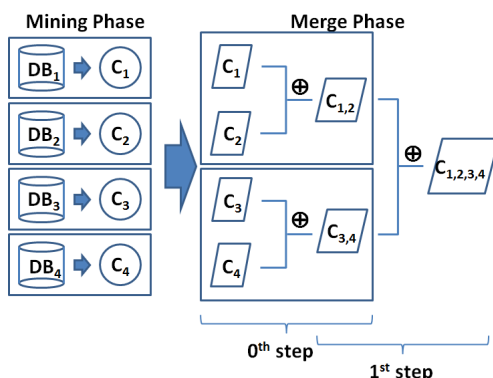 Mining Phase
DB1 C1
DB2 C2
DB3 C3
DB4 C4
Merge Phase
C1
⊕
C1,2
C2
C3
⊕
C3,4
C4
⊕
C1,2,3,4
0th step
1st step